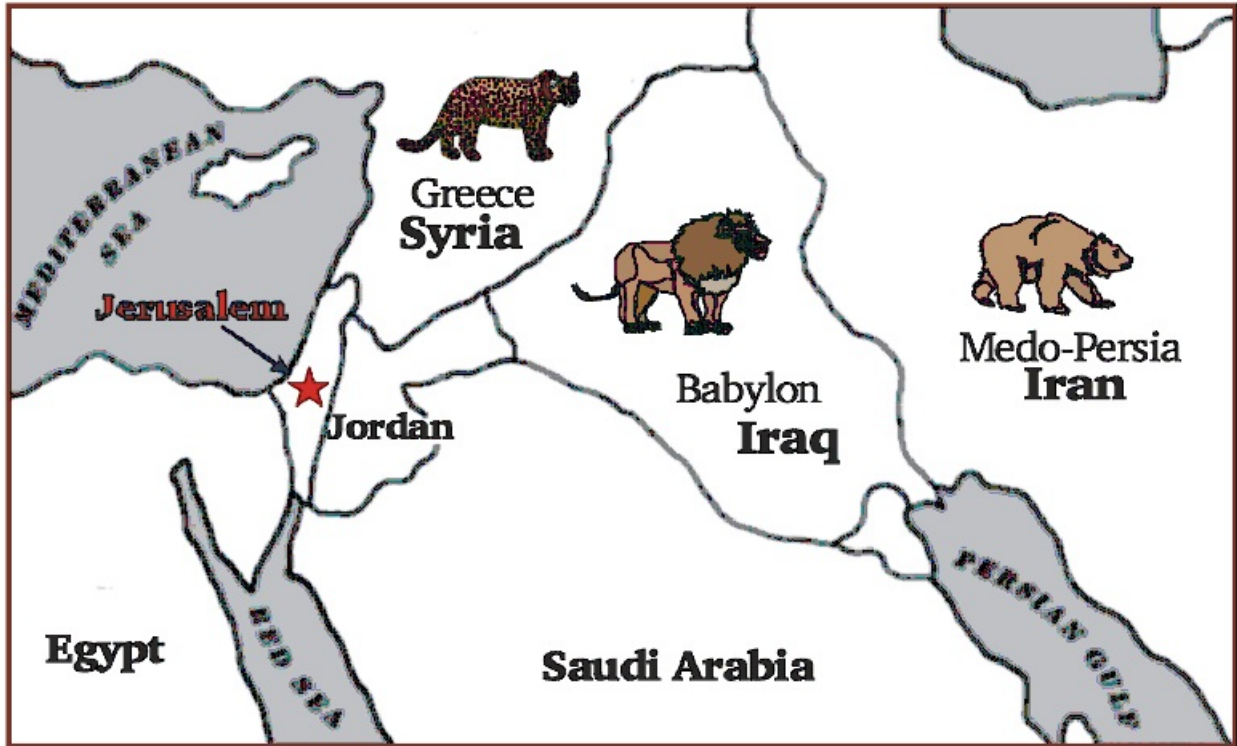 MEDITERRANEAN
SEA
Greece
Syria
Jerusalem
Medo-Persia
Iran
Babylon
Iraq
Jordan
PERSIAN GULF
RED SEA
Egypt
Saudi Arabia